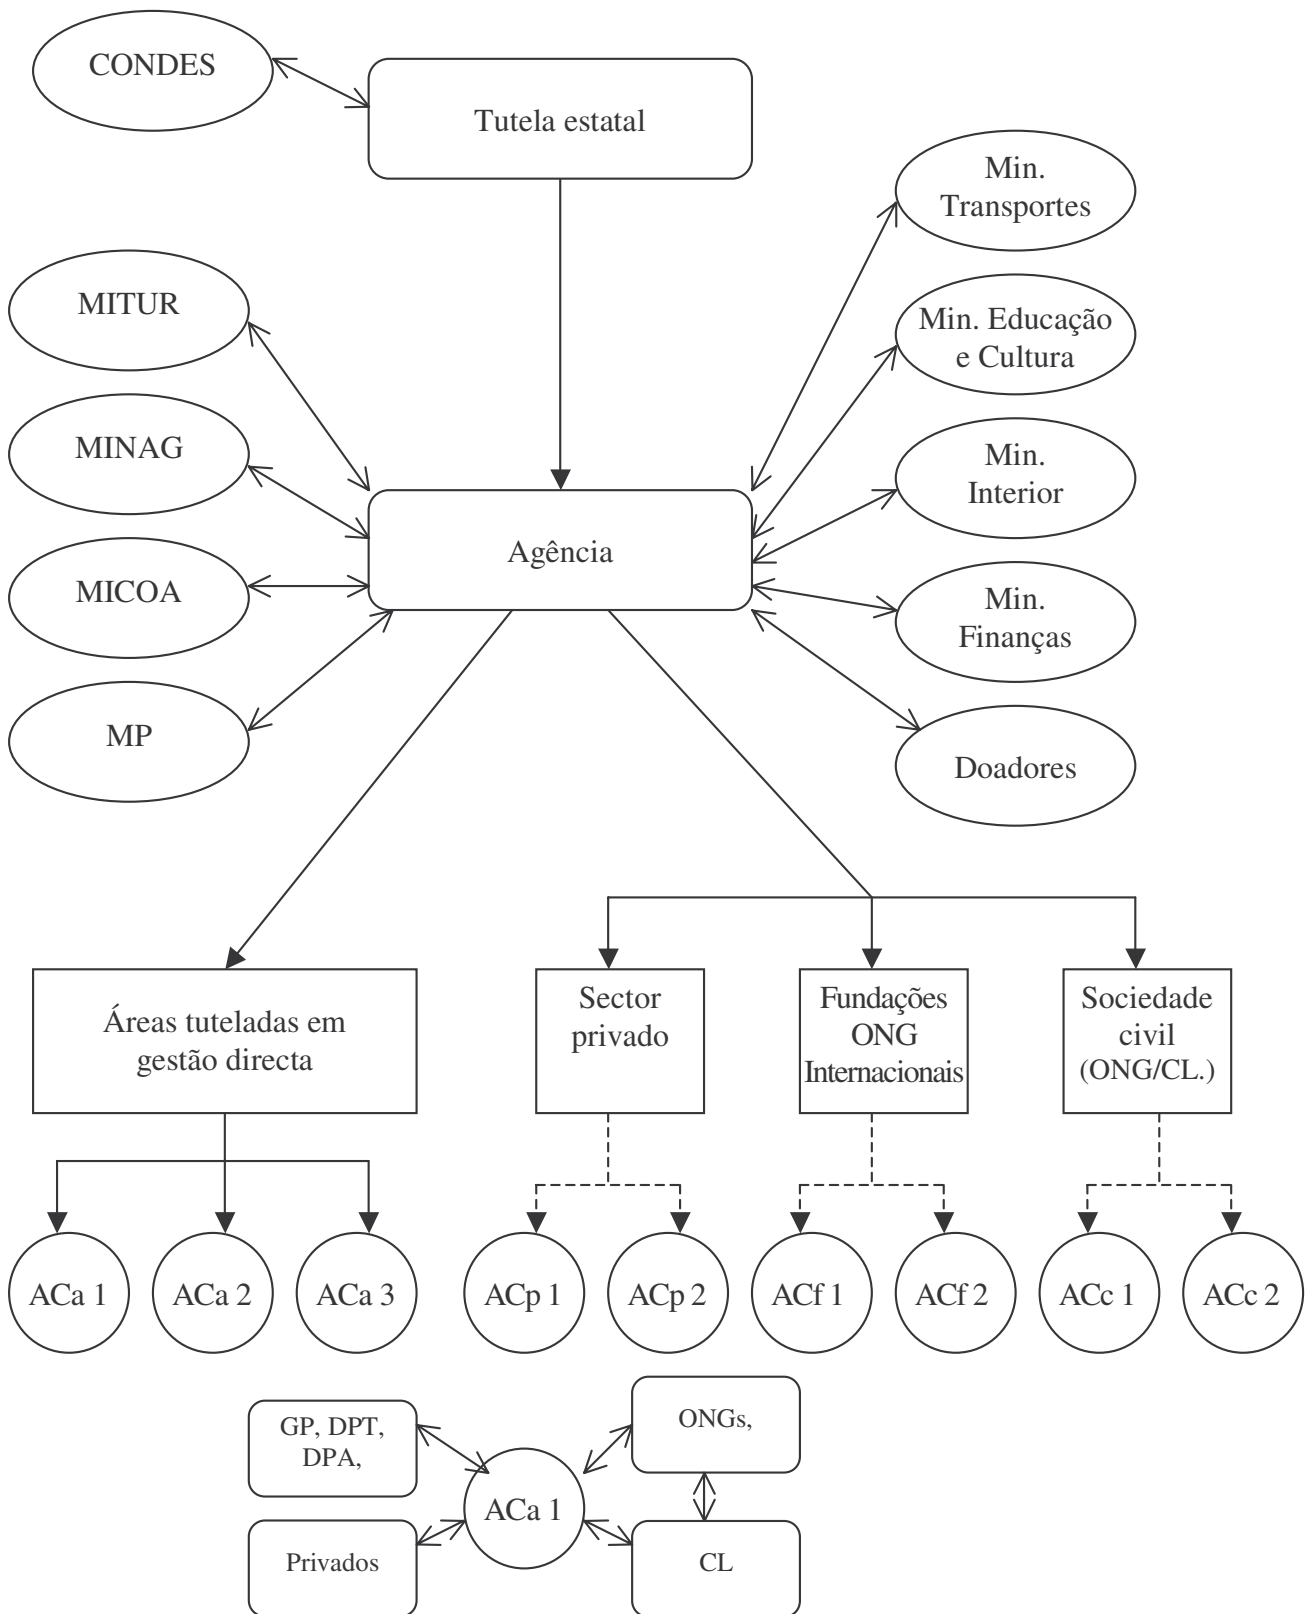 CONDES
Tutela estatal
Min.
Transportes
MITUR
Min. Educação
e Cultura
MINAG
Min.
Interior
Agência
MICOA
Min.
Finanças
MP
Doadores
Áreas tuteladas em
gestão directa
Sector
privado
Fundações
ONG
Internacionais
Sociedade
civil
(ONG/CL.)
ACa 1
ACa 2
ACa 3
ACp 1
ACp 2
ACf 1
ACf 2
ACc 1
ACc 2
GP, DPT,
DPA,
ONGs,
ACa 1
Privados
CL